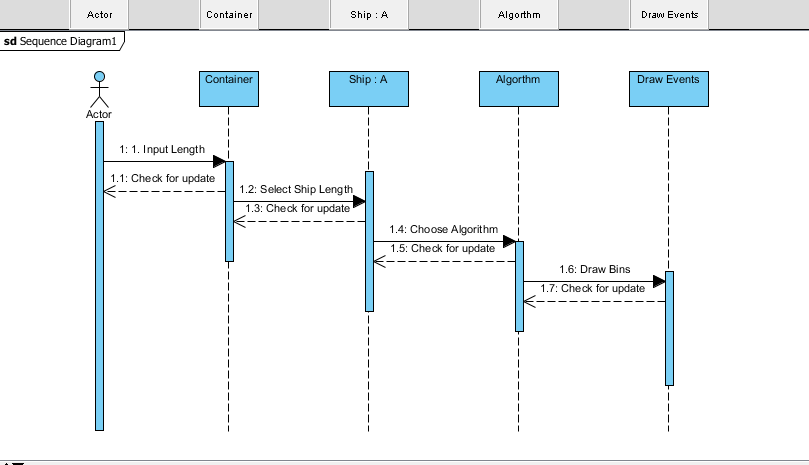 Actor Container Ship : A Algorthm Draw Events
sd Sequence Diagram1
Container Ship : A Algorthm Draw Events
Actor
1: 1. Input Length
1.1: Check for update
1.2: Select Ship Length
1.3: Check for update
1.4: Choose Algorithm
1.5: Check for update
1.6: Draw Bins
1.7: Check for update